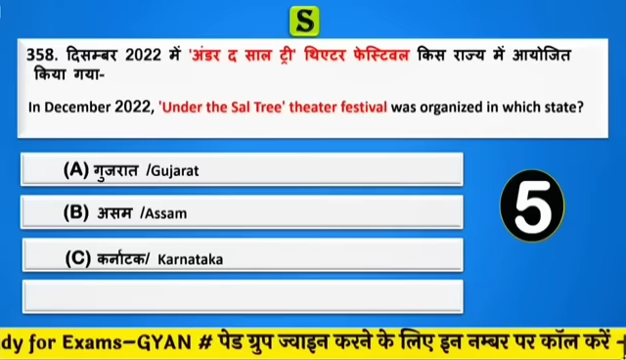 S
358. दिसम्बर 2022 में 'अंडर द साल ट्री' थिएटर फेस्टिवल किस राज्य में आयोजित
किया गया-
In December 2022, 'Under the Sal Tree' theater festival was organized in which state?
(A) गुजरात /Gujarat
(B) असम /Assam
5
(C) कर्नाटक/ Karnataka
dy for Exams-GYAN # पेड ग्रुप ज्वाइन करने के लिए इन नम्बर पर कॉल करें -